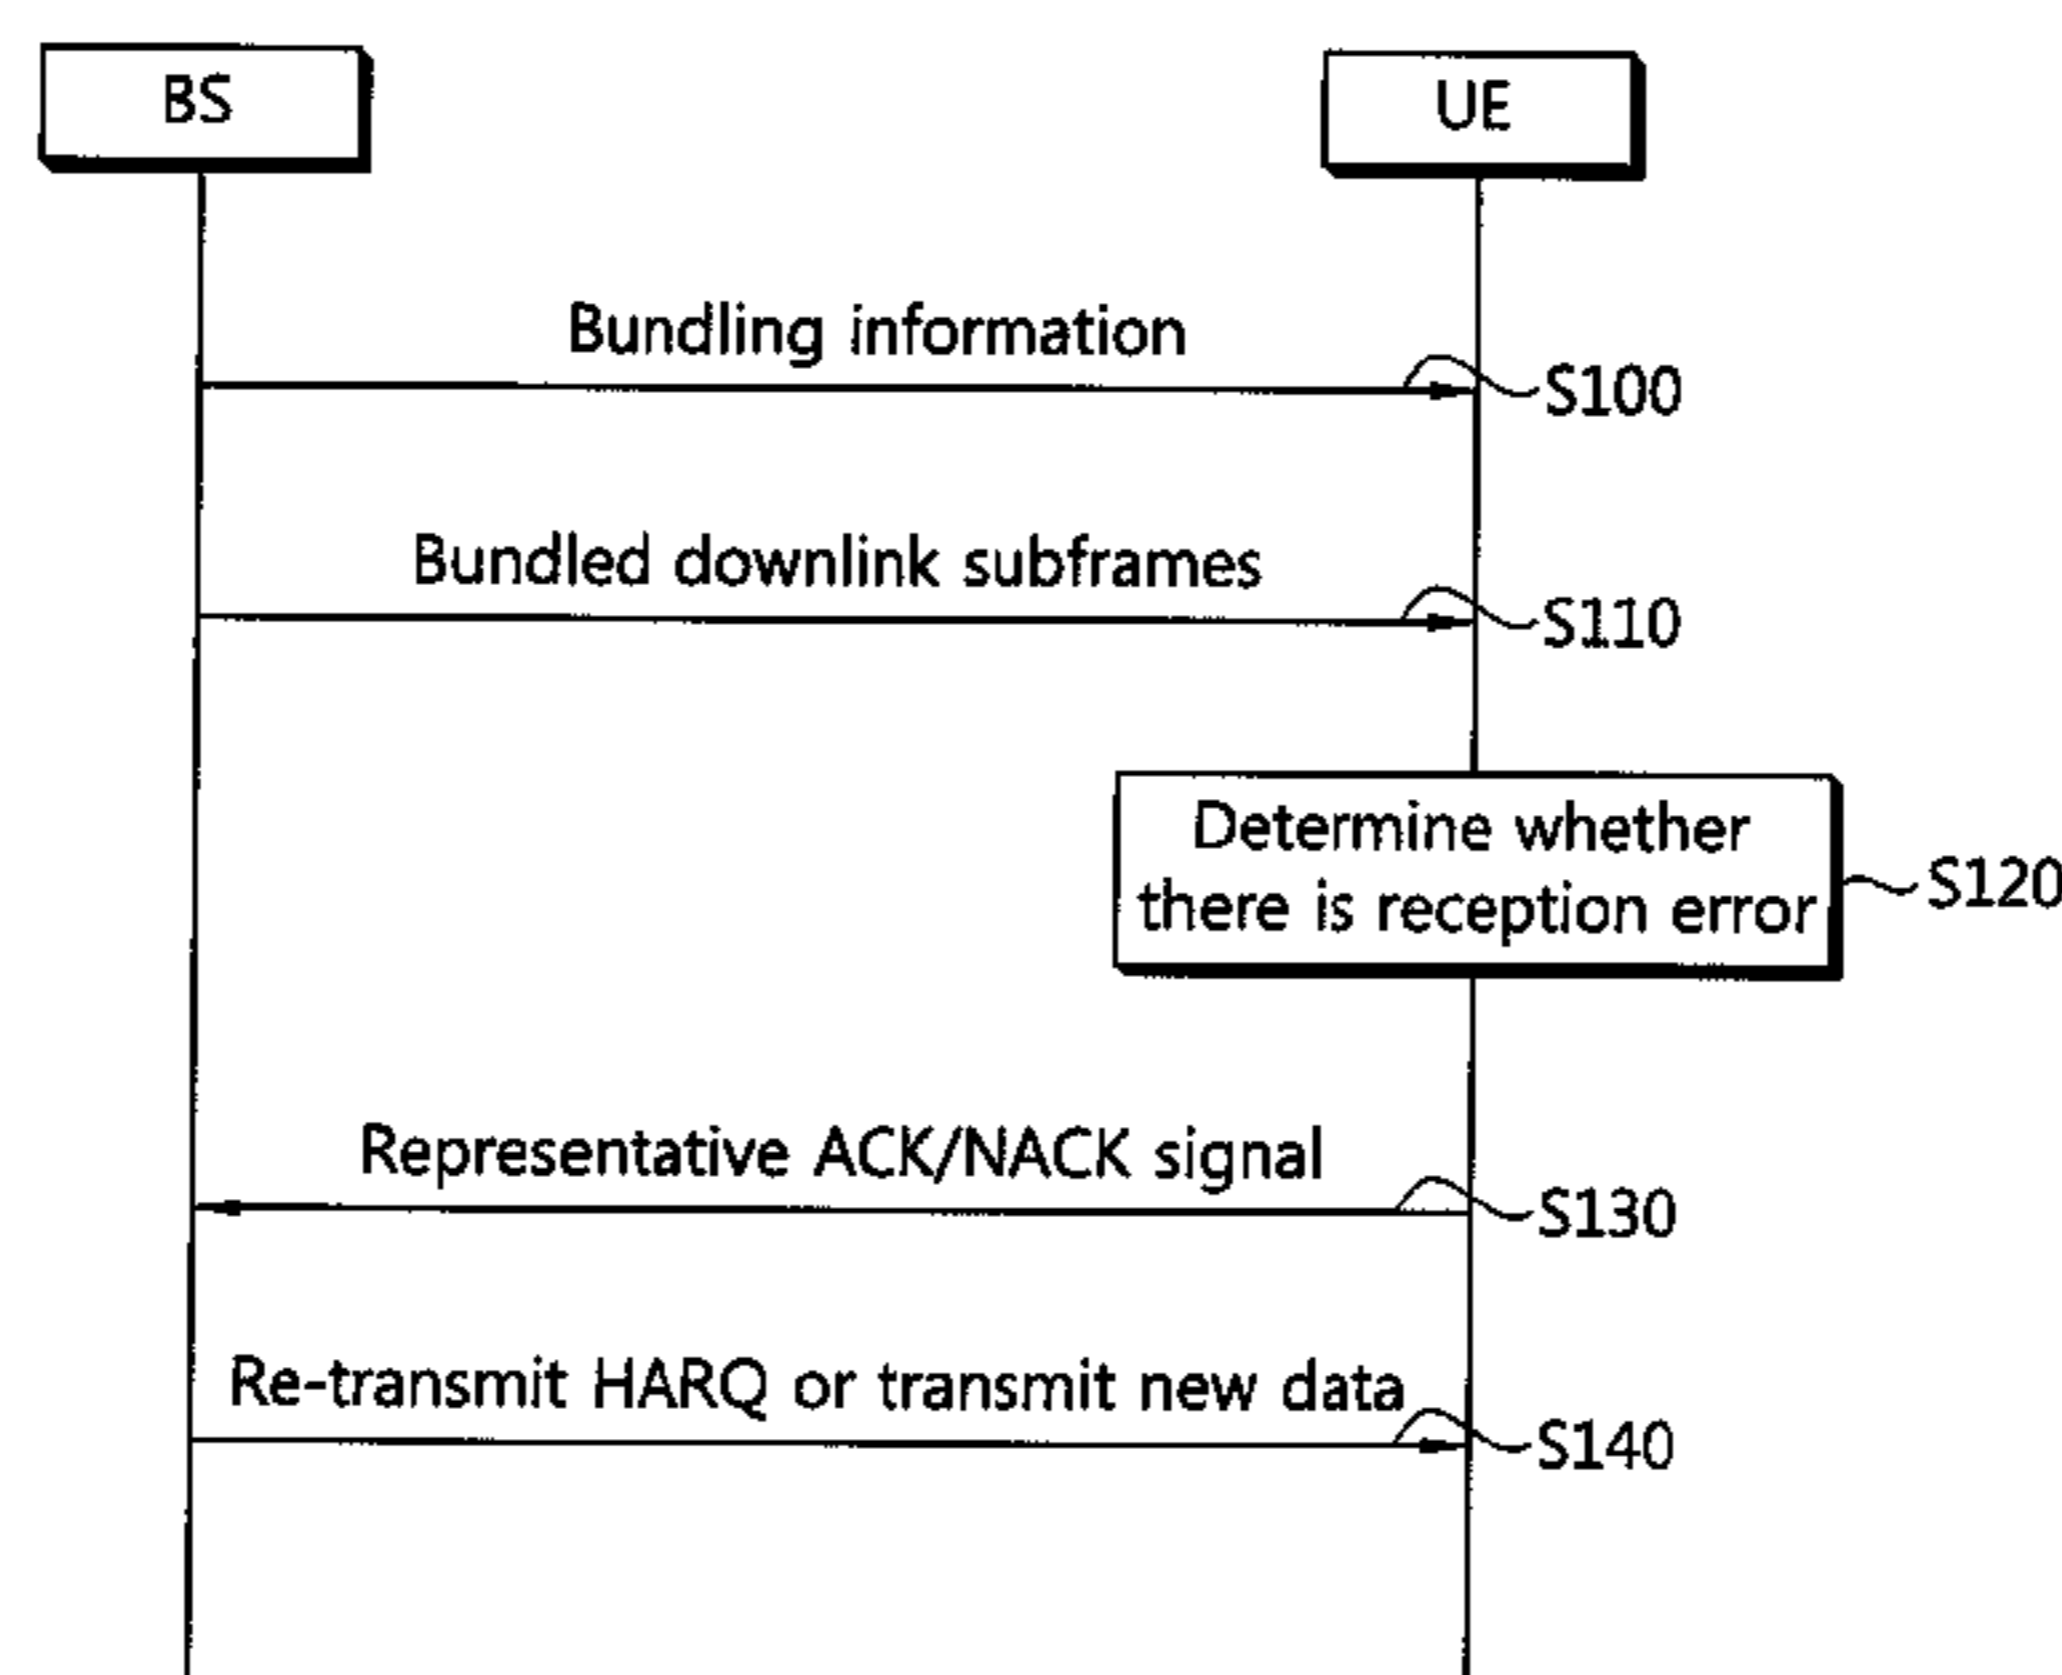 BS
UE
Bundling information
S100
Bundled downlink subframes
S110
Determine whether
there is reception error
S120
Representative ACK/NACK signal
S130
Re-transmit HARQ or transmit new data
S140